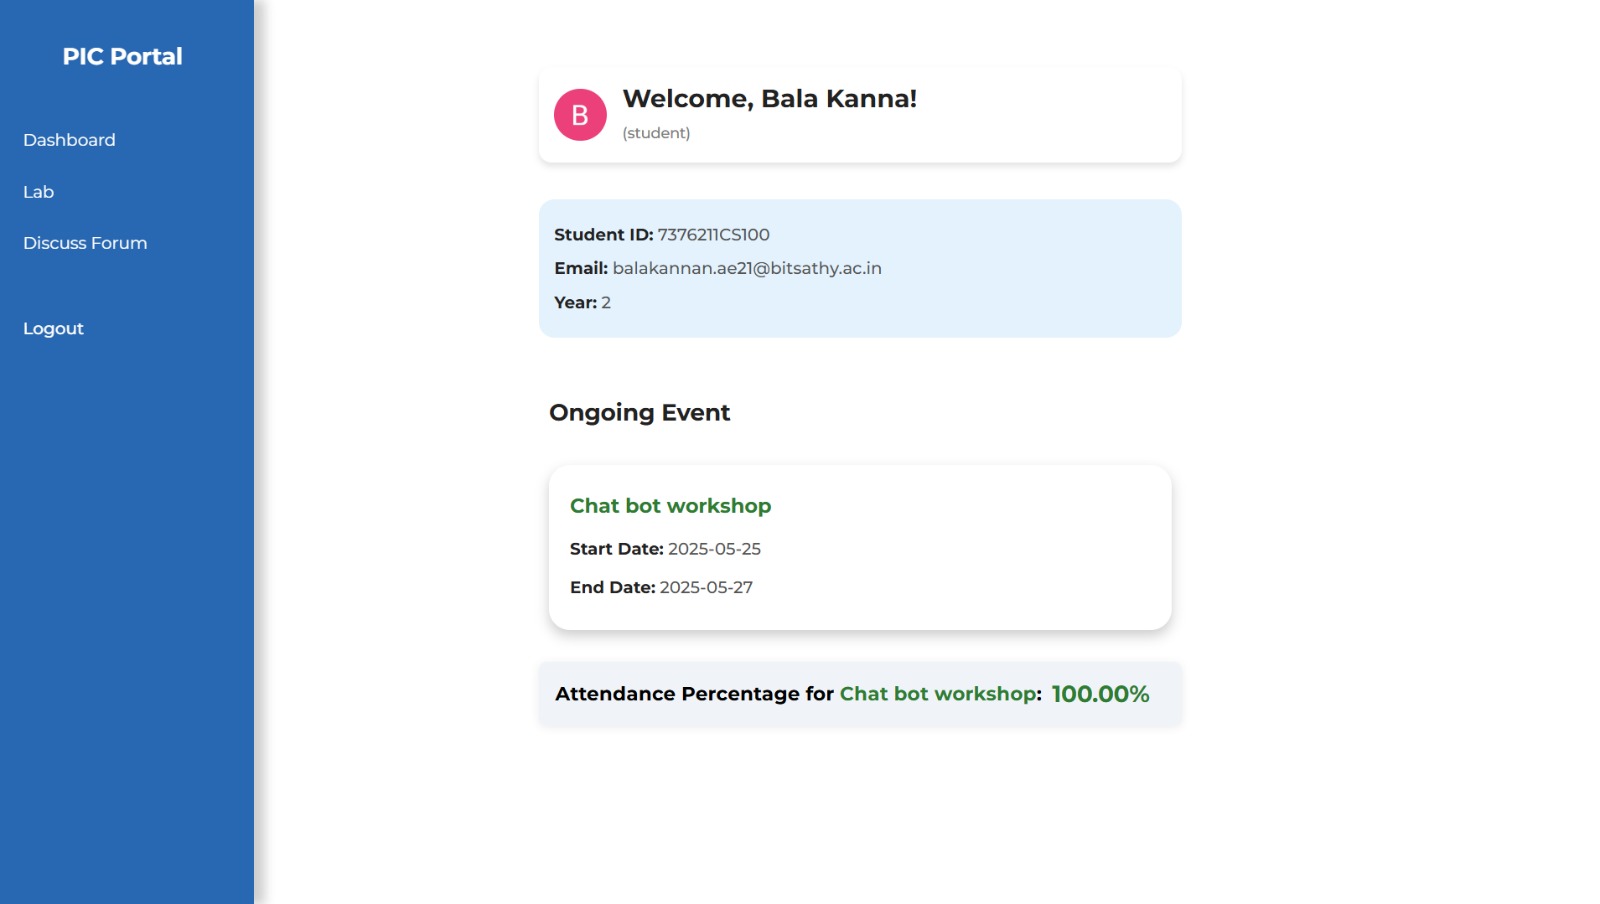 PIC Portal
Dashboard
Lab
Discuss Forum
Logout
B
Welcome, Bala Kanna!
(student)
Student ID: 7376211CS100
Email: balakannan.ae21@bitsathy.ac.in
Year: 2
Ongoing Event
Chat bot workshop
Start Date: 2025-05-25
End Date: 2025-05-27
Attendance Percentage for Chat bot workshop: 100.00%